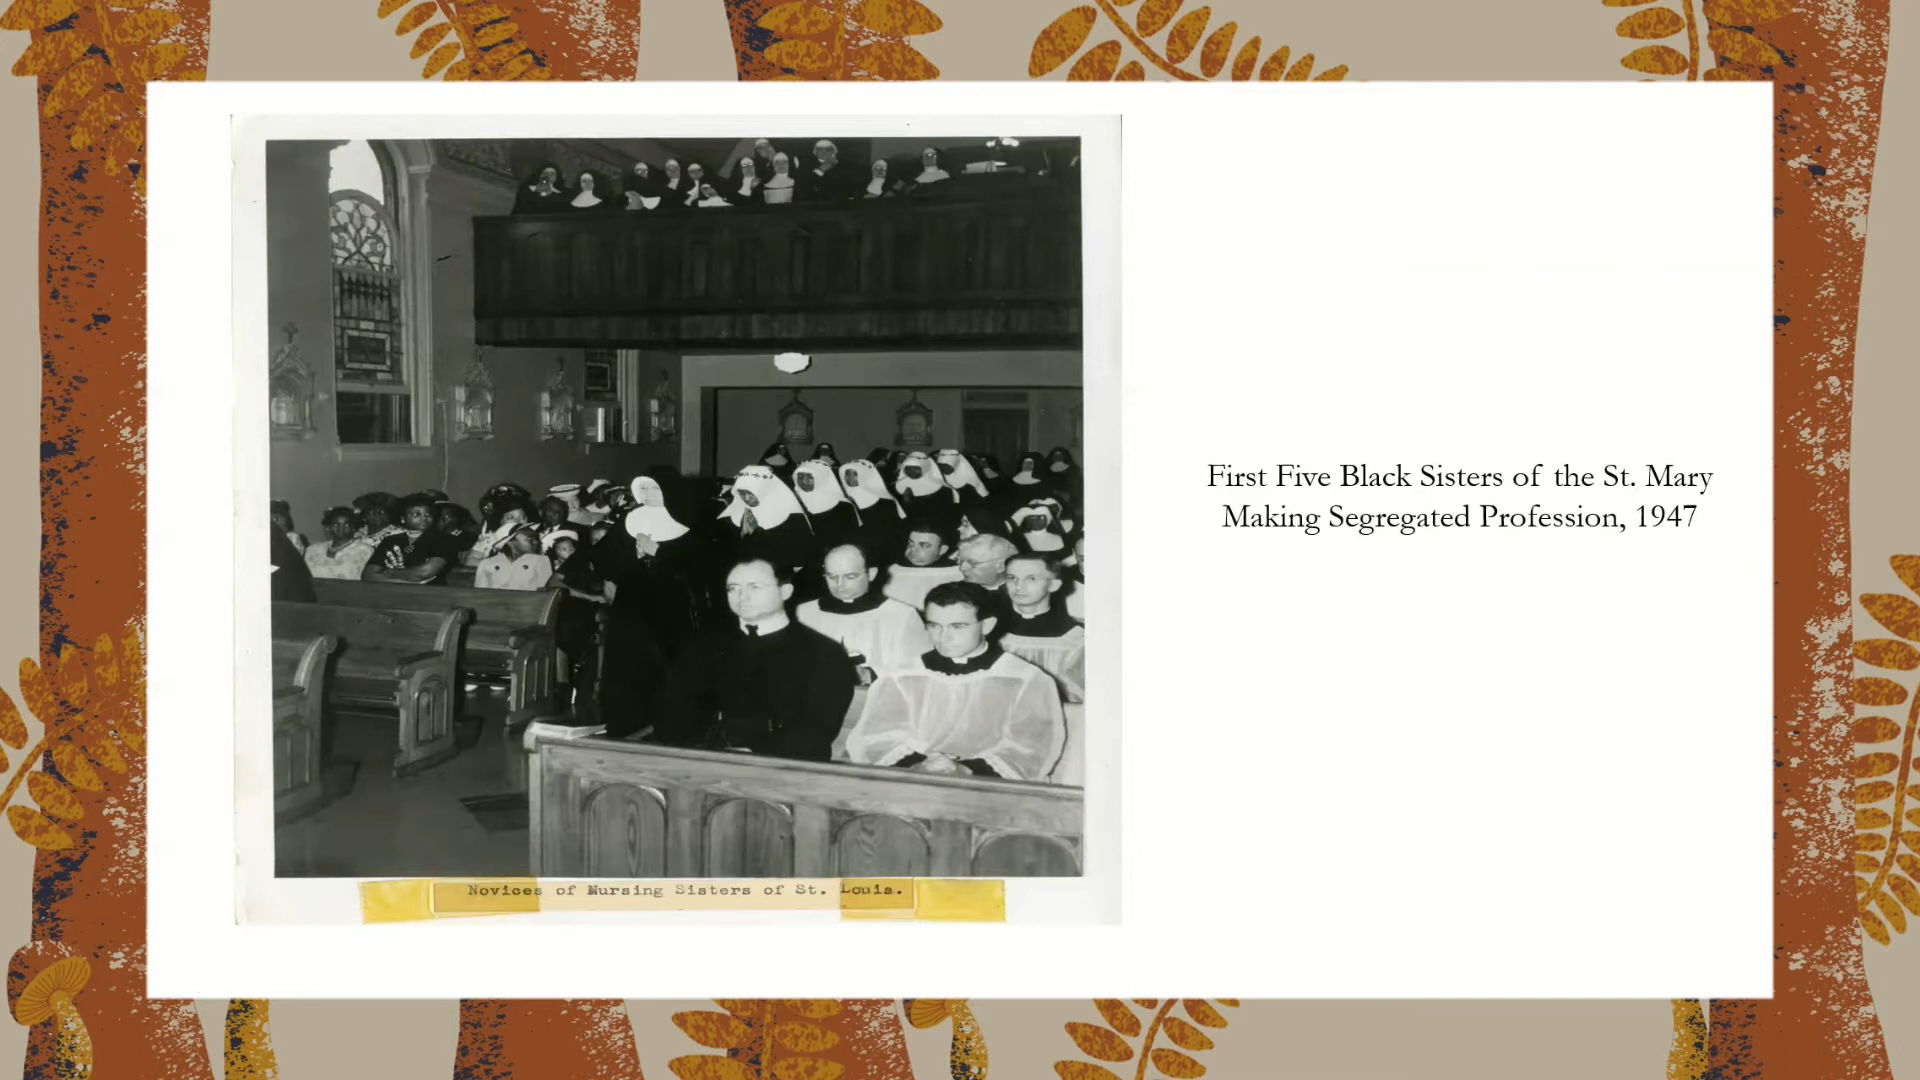 First Five Black Sisters of the St. Mary
Making Segregated Profession, 1947
Novices of Nursing Sisters of St. Louis.